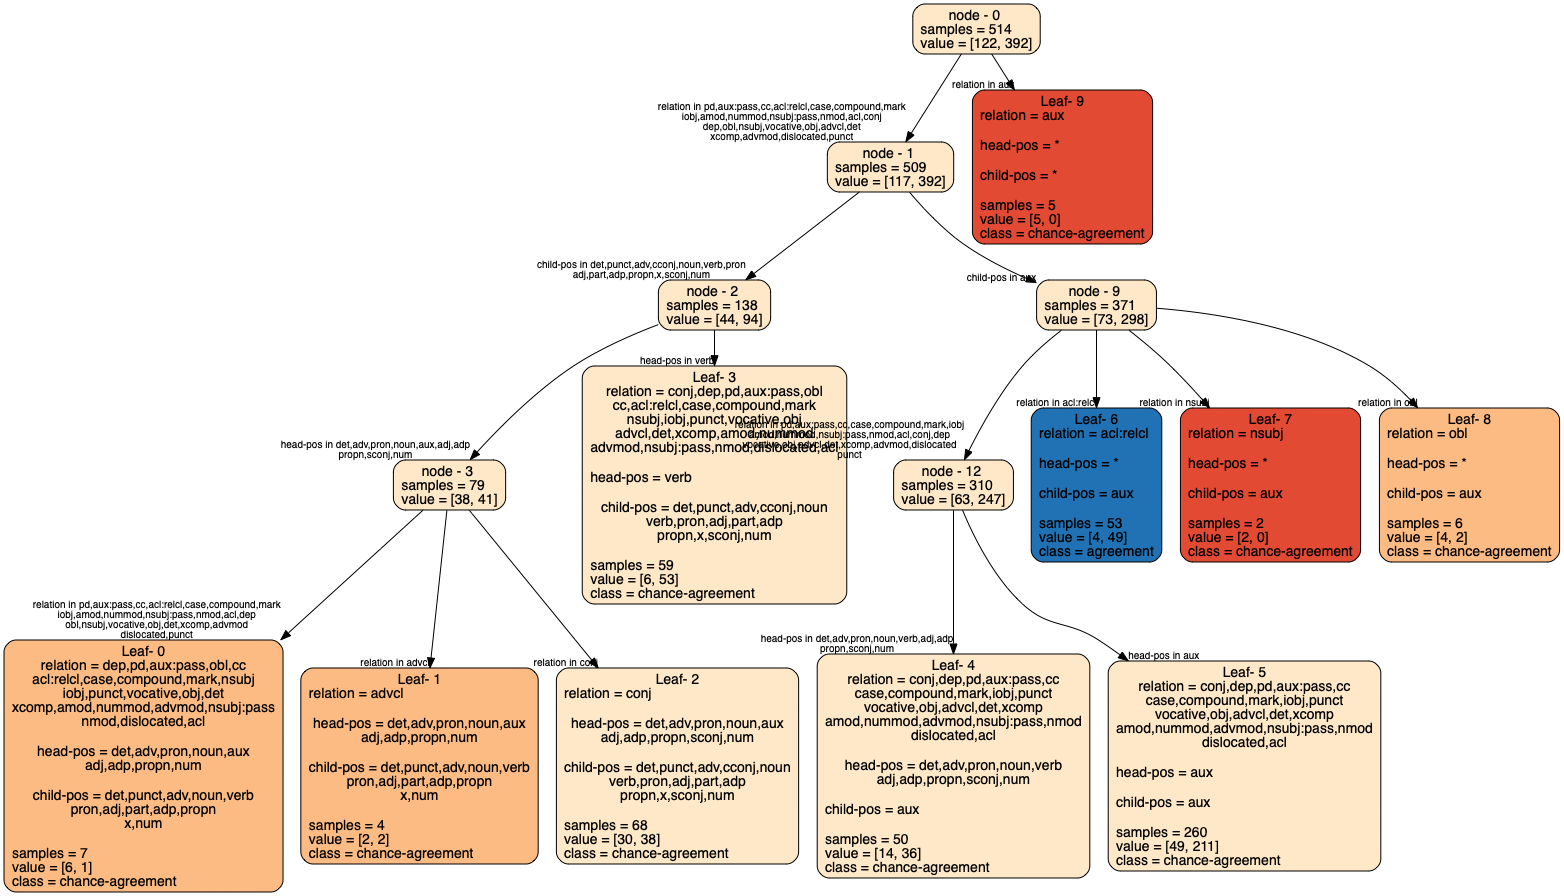 node - 0
samples = 514
value = [122, 392]
relation in aux
Leaf- 9
relation = aux
head-pos = *
child-pos = *
samples = 5
value = [5, 0]
class = chance-agreement
relation in pd,aux:pass,cc,acl:relcl,case,compound,mark
iobj,amod,nummod,nsubj:pass,nmod,acl,conj
dep,obl,nsubj,vocative,obj,advcl,det
xcomp,advmod,dislocated,punct
node - 1
samples = 509
value = [117, 392]
child-pos in det,punct,adv,cconj,noun,verb,pron
adj,part,adp,propn,x,sconj,num
node - 2
samples = 138
value = [44, 94]
child-pos in aux
node - 9
samples = 371
value = [73, 298]
head-pos in verb
Leaf- 3
relation = conj,dep,pd,aux:pass,obl
cc,acl:relcl,case,compound,mark
nsubj,iobj,punct,vocative,obj
advcl,det,xcomp,amod,nummod
advmod,nsubj:pass,nmod,dislocated,acl
head-pos = verb
child-pos = det,punct,adv,cconj,noun
verb,pron,adj,part,adp
propn,x,sconj,num
samples = 59
value = [6, 53]
class = chance-agreement
relation in pd,aux:pass,cc,case,compound,mark,iobj
amod,nummod,nsubj:pass,nmod,acl,conj,dep
vocative,obj,advcl,det,xcomp,advmod,dislocated
punct
relation in acl:relcl
Leaf- 6
relation = acl:relcl
head-pos = *
child-pos = aux
samples = 53
value = [4, 49]
class = agreement
relation in nsubj
Leaf- 7
relation = nsubj
head-pos = *
child-pos = aux
samples = 2
value = [2, 0]
class = chance-agreement
relation in obl
Leaf- 8
relation = obl
head-pos = *
child-pos = aux
samples = 6
value = [4, 2]
class = chance-agreement
head-pos in det,adv,pron,noun,aux,adj,adp
propn,sconj,num
node - 3
samples = 79
value = [38, 41]
node - 12
samples = 310
value = [63, 247]
relation in pd,aux:pass,cc,acl:relcl,case,compound,mark
iobj,amod,nummod,nsubj:pass,nmod,acl,dep
obl,nsubj,vocative,obj,det,xcomp,advmod
dislocated,punct
Leaf- 0
relation = dep,pd,aux:pass,obl,cc
acl:relcl,case,compound,mark,nsubj
iobj,punct,vocative,obj,det
xcomp,amod,nummod,advmod,nsubj:pass
nmod,dislocated,acl
head-pos = det,adv,pron,noun,aux
adj,adp,propn,num
child-pos = det,punct,adv,noun,verb
pron,adj,part,adp,propn
x,num
samples = 7
value = [6, 1]
class = chance-agreement
relation in advcl
Leaf- 1
relation = advcl
head-pos = det,adv,pron,noun,aux
adj,adp,propn,num
child-pos = det,punct,adv,noun,verb
pron,adj,part,adp,propn
x,num
samples = 4
value = [2, 2]
class = chance-agreement
relation in conj
Leaf- 2
relation = conj
head-pos = det,adv,pron,noun,aux
adj,adp,propn,sconj,num
child-pos = det,punct,adv,cconj,noun
verb,pron,adj,part,adp
propn,x,sconj,num
samples = 68
value = [30, 38]
class = chance-agreement
head-pos in det,adv,pron,noun,verb,adj,adp
propn,sconj,num
Leaf- 4
relation = conj,dep,pd,aux:pass,cc
case,compound,mark,iobj,punct
vocative,obj,advcl,det,xcomp
amod,nummod,advmod,nsubj:pass,nmod
dislocated,acl
head-pos = det,adv,pron,noun,verb
adj,adp,propn,sconj,num
child-pos = aux
samples = 50
value = [14, 36]
class = chance-agreement
head-pos in aux
Leaf- 5
relation = conj,dep,pd,aux:pass,cc
case,compound,mark,iobj,punct
vocative,obj,advcl,det,xcomp
amod,nummod,advmod,nsubj:pass,nmod
dislocated,acl
head-pos = aux
child-pos = aux
samples = 260
value = [49, 211]
class = chance-agreement